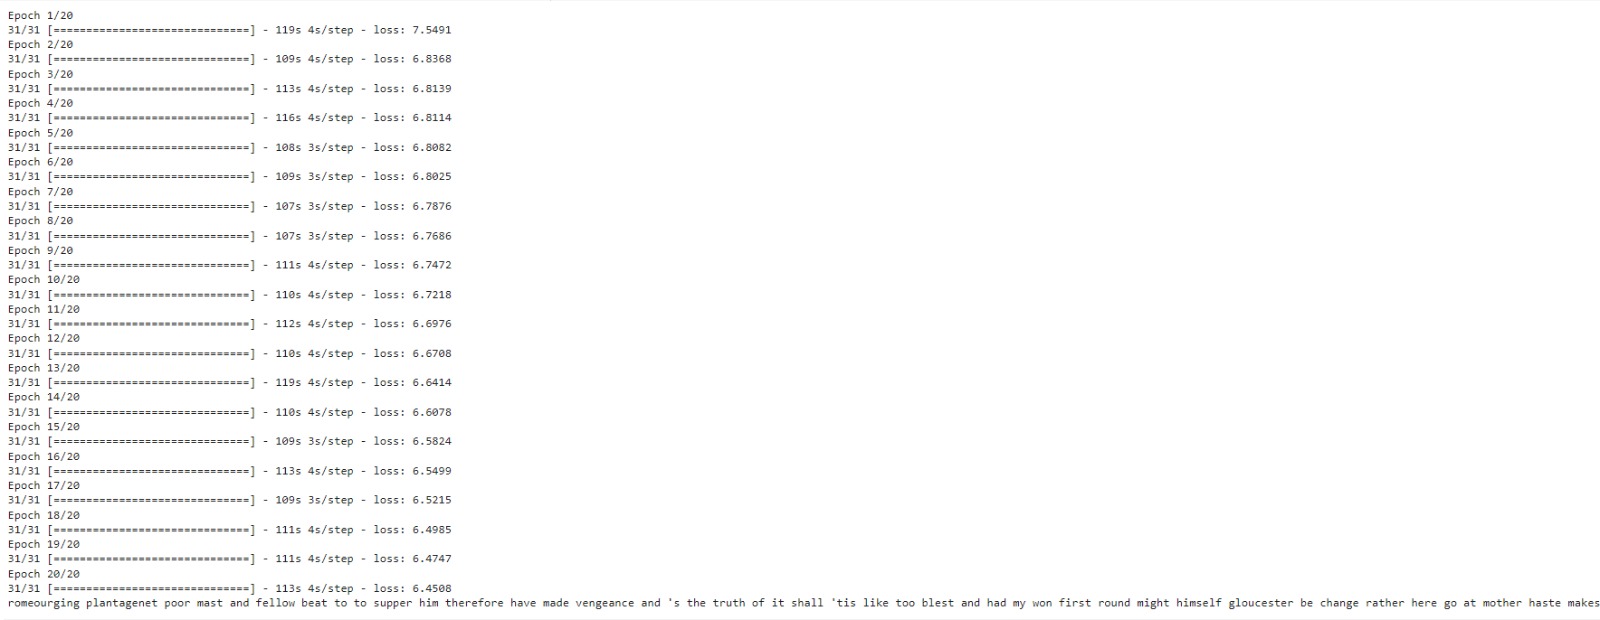 Epoch 1/20
31/31 [==============================] - 119s 4s/step - loss: 7.5491
Epoch 2/20
31/31 [==============================] - 109s 4s/step - loss: 6.8368
Epoch 3/20
31/31 [==============================] - 113s 4s/step - loss: 6.8139
Epoch 4/20
31/31 [==============================] - 116s 4s/step - loss: 6.8114
Epoch 5/20
31/31 [==============================] - 108s 3s/step - loss: 6.8082
Epoch 6/20
31/31 [==============================] - 109s 3s/step - loss: 6.8025
Epoch 7/20
31/31 [==============================] - 107s 3s/step - loss: 6.7876
Epoch 8/20
31/31 [==============================] - 107s 3s/step - loss: 6.7686
Epoch 9/20
31/31 [==============================] - 111s 4s/step - loss: 6.7472
Epoch 10/20
31/31 [==============================] - 110s 4s/step - loss: 6.7218
Epoch 11/20
31/31 [==============================] - 112s 4s/step - loss: 6.6976
Epoch 12/20
31/31 [==============================] - 110s 4s/step - loss: 6.6708
Epoch 13/20
31/31 [==============================] - 119s 4s/step - loss: 6.6414
Epoch 14/20
31/31 [==============================] - 110s 4s/step - loss: 6.6078
Epoch 15/20
31/31 [==============================] - 109s 3s/step - loss: 6.5824
Epoch 16/20
31/31 [==============================] - 113s 4s/step - loss: 6.5499
Epoch 17/20
31/31 [==============================] - 109s 3s/step - loss: 6.5215
Epoch 18/20
31/31 [==============================] - 111s 4s/step - loss: 6.4985
Epoch 19/20
31/31 [==============================] - 111s 4s/step - loss: 6.4747
Epoch 20/20
31/31 [==============================] - 113s 4s/step - loss: 6.4508
romeourging plantagenet poor mast and fellow beat to to supper him therefore have made vengeance and 's the truth of it shall 'tis like too blest and had my won first round might himself gloucester be change rather here go at mother haste makes